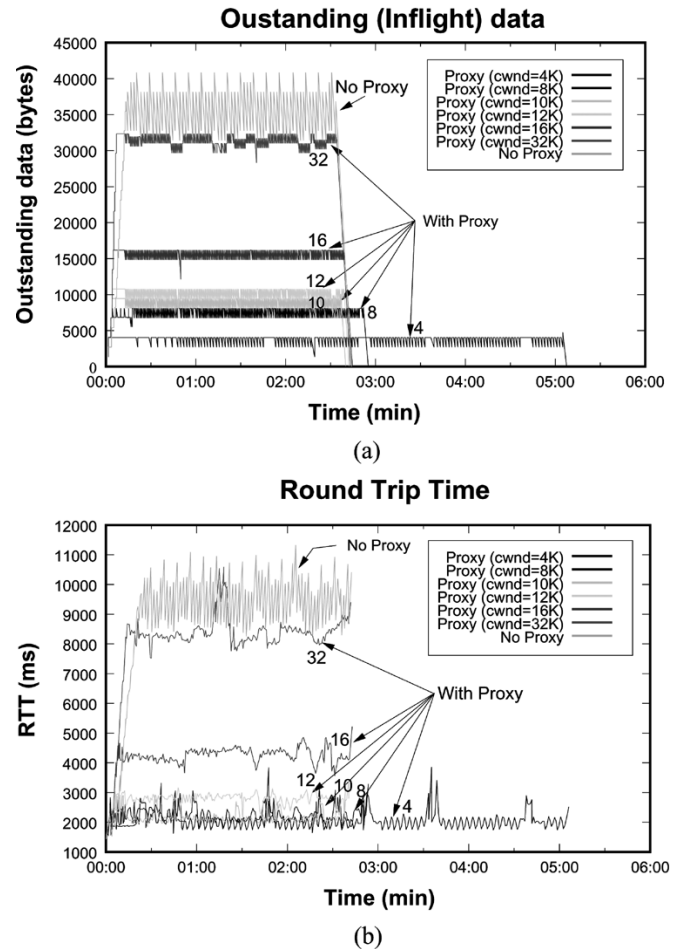 Oustanding (Inflight) data
Outstanding data (bytes)
45000
40000
35000
30000
25000
20000
15000
10000
5000
0
No Proxy
32
16
12
10
8
4
With Proxy
Proxy (cwnd=4K)
Proxy (cwnd=8K)
Proxy (cwnd=10K)
Proxy (cwnd=12K)
Proxy (cwnd=16K)
Proxy (cwnd=32K)
No Proxy
00:00 01:00 02:00 03:00 04:00 05:00 06:00
Time (min)
(a)
Round Trip Time
RTT (ms)
12000
11000
10000
9000
8000
7000
6000
5000
4000
3000
2000
1000
No Proxy
32
With Proxy
16
12
10
8
4
Proxy (cwnd=4K)
Proxy (cwnd=8K)
Proxy (cwnd=10K)
Proxy (cwnd=12K)
Proxy (cwnd=16K)
Proxy (cwnd=32K)
No Proxy
00:00 01:00 02:00 03:00 04:00 05:00 06:00
Time (min)
(b)